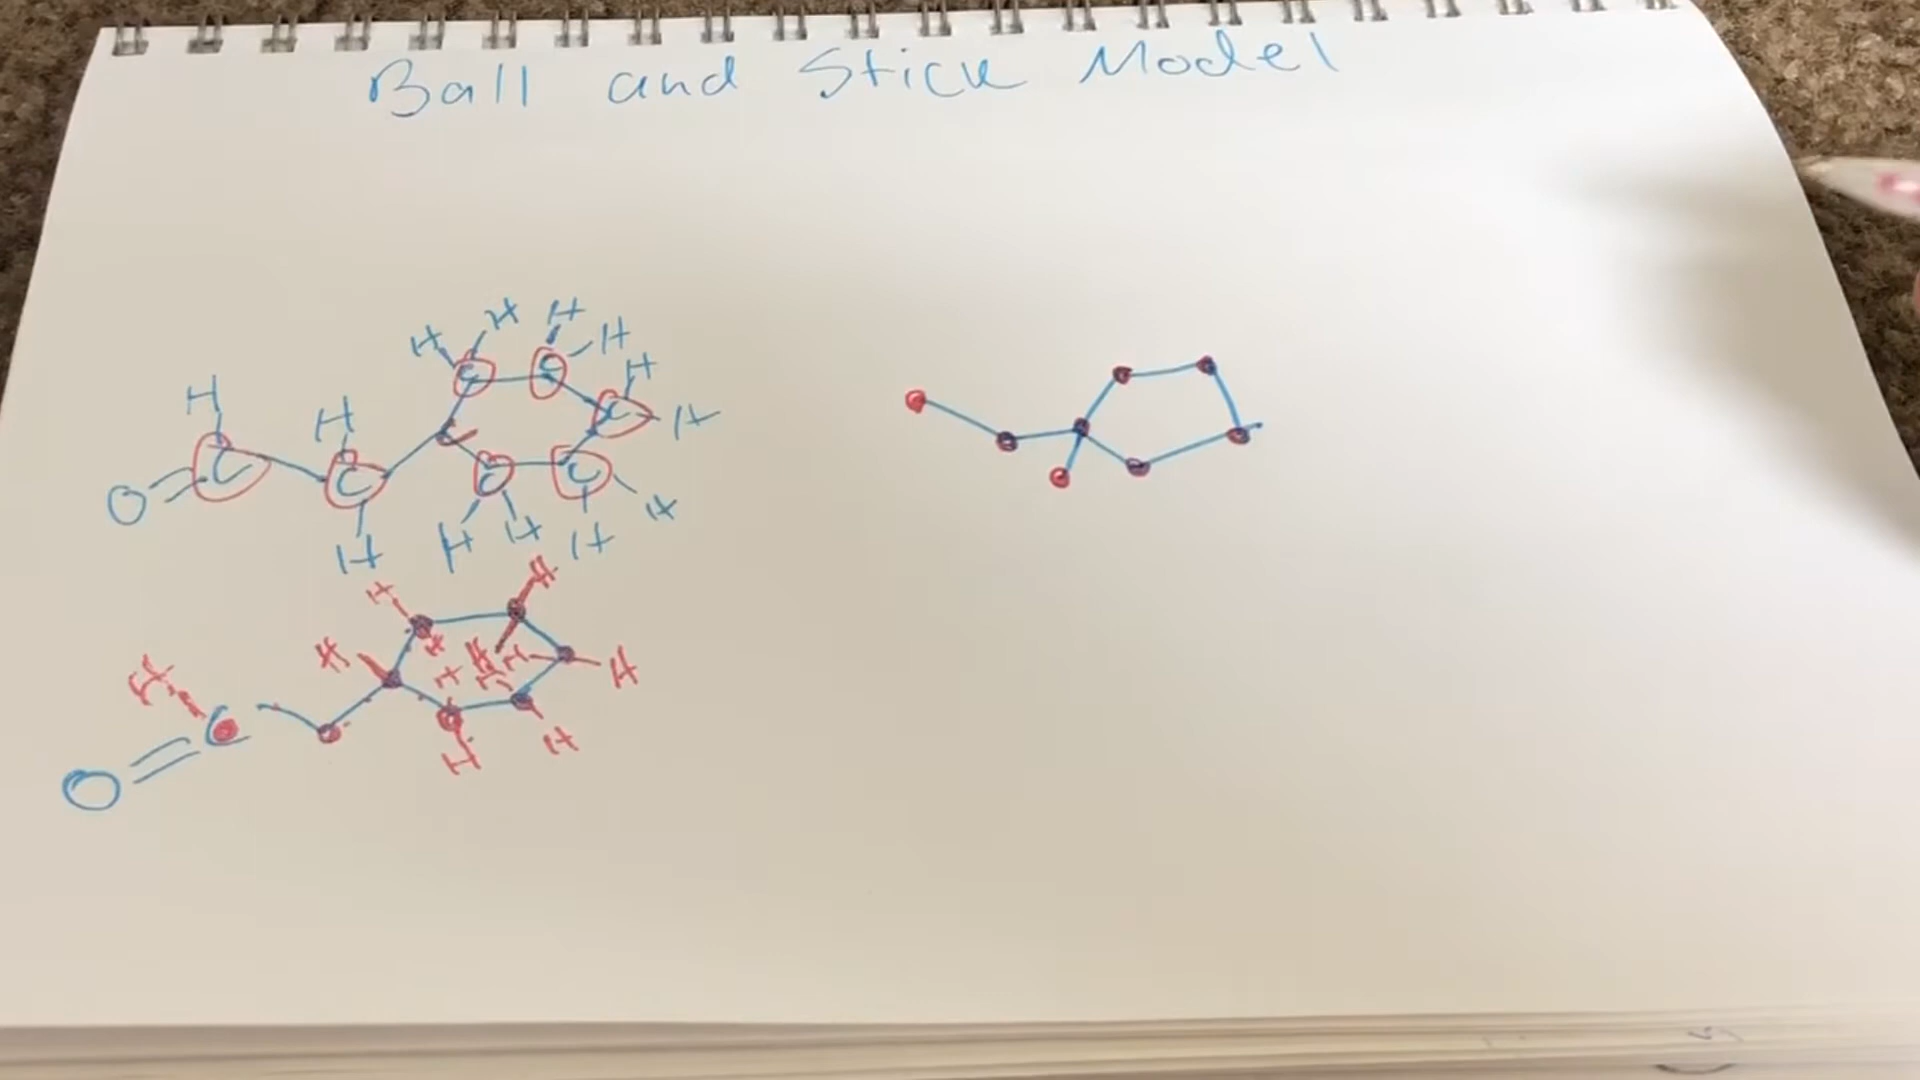 Ball and Stick Model
H H H
H H
H H C C H
C C C H
O C C C C
H H H H H
H H
H H H H H H
H C
H H
O